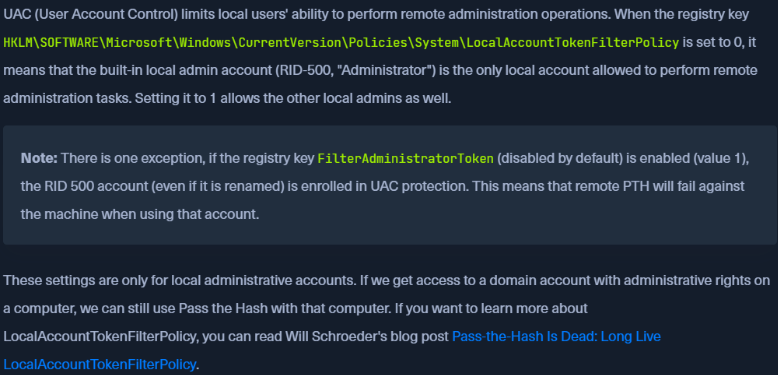 UAC (User Account Control) limits local users' ability to perform remote administration operations. When the registry key
HKLM\SOFTWARE\Microsoft\Windows\CurrentVersion\Policies\System\LocalAccountTokenFilterPolicy is set to 0, it
means that the built-in local admin account (RID-500, "Administrator") is the only local account allowed to perform remote
administration tasks. Setting it to 1 allows the other local admins as well.
Note: There is one exception, if the registry key FilterAdministratorToken (disabled by default) is enabled (value 1),
the RID 500 account (even if it is renamed) is enrolled in UAC protection. This means that remote PTH will fail against
the machine when using that account.
These settings are only for local administrative accounts. If we get access to a domain account with administrative rights on
a computer, we can still use Pass the Hash with that computer. If you want to learn more about
LocalAccountTokenFilterPolicy, you can read Will Schroeder's blog post Pass-the-Hash Is Dead: Long Live
LocalAccountTokenFilterPolicy.